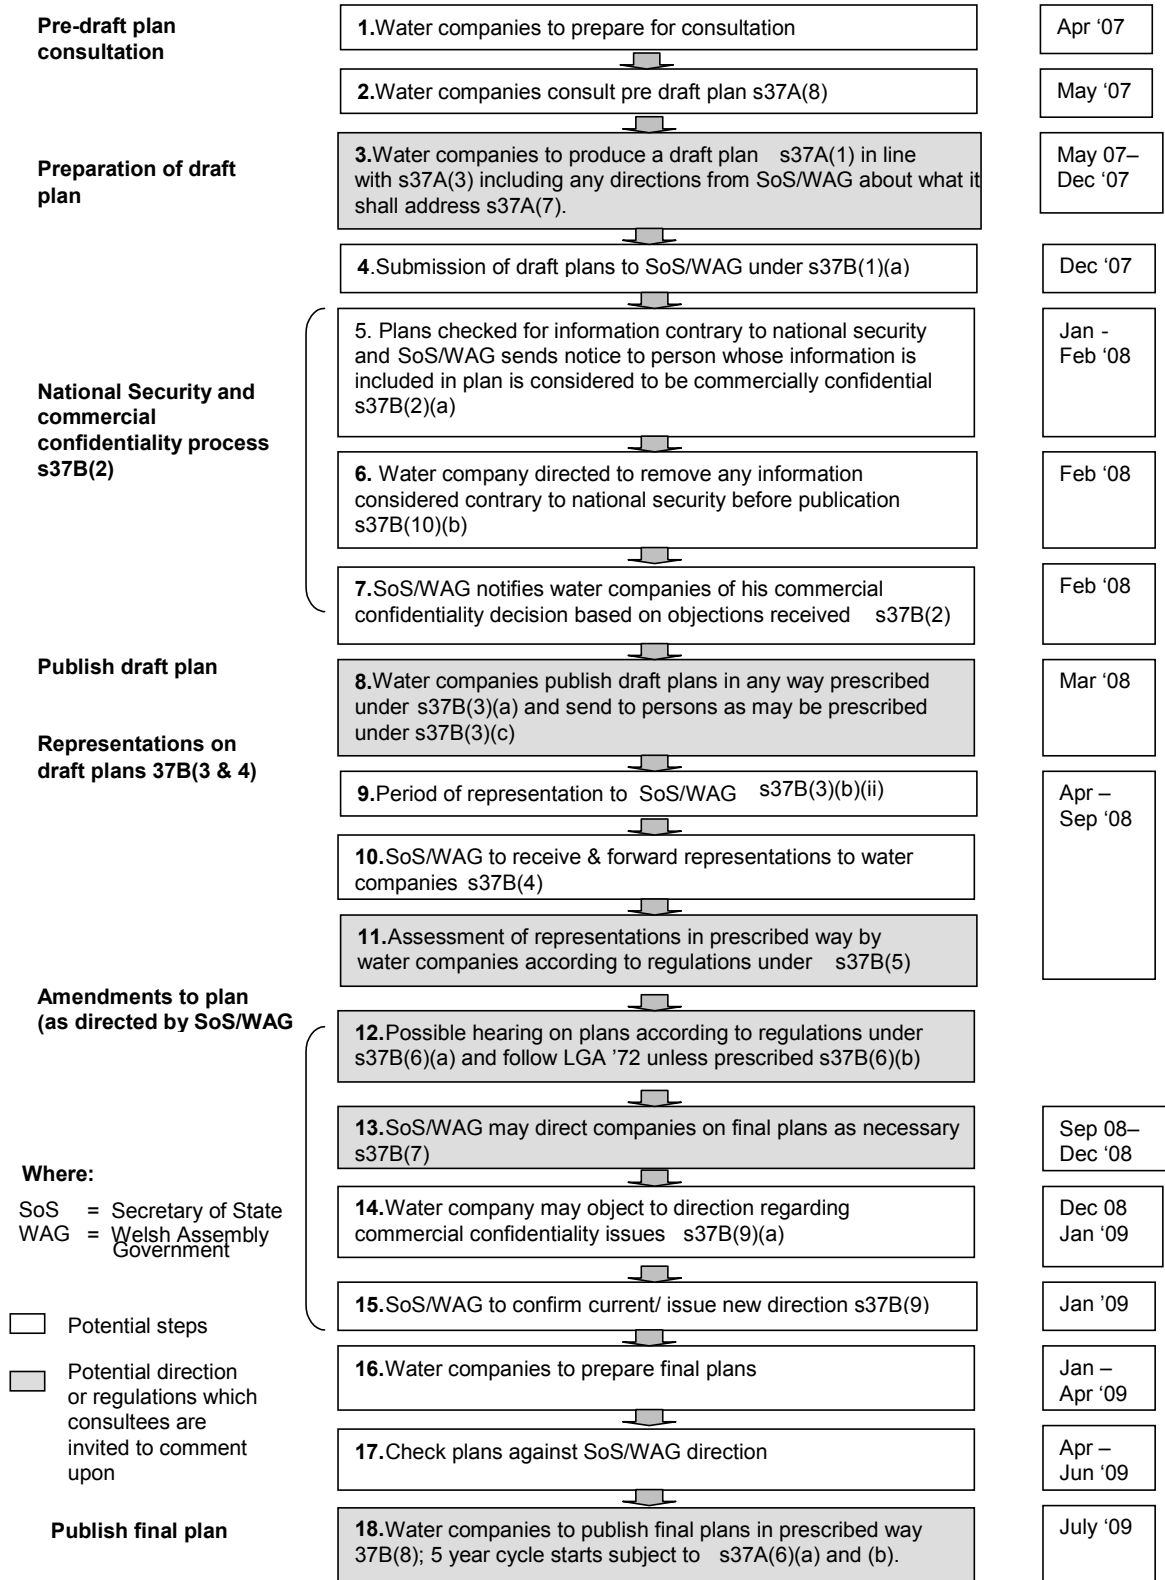 Pre-draft plan
consultation
1.Water companies to prepare for consultation
Apr ‘07
2.Water companies consult pre draft plan s37A(8)
May ‘07
Preparation of draft
plan
3.Water companies to produce a draft plan s37A(1) in line
with s37A(3) including any directions from SoS/WAG about what it
shall address s37A(7).
May 07–
Dec ‘07
4.Submission of draft plans to SoS/WAG under s37B(1)(a)
Dec ‘07
National Security and
commercial
confidentiality process
s37B(2)
5. Plans checked for information contrary to national security
and SoS/WAG sends notice to person whose information is
included in plan is considered to be commercially confidential
s37B(2)(a)
Jan -
Feb ‘08
6. Water company directed to remove any information
considered contrary to national security before publication
s37B(10)(b)
Feb ‘08
7.SoS/WAG notifies water companies of his commercial
confidentiality decision based on objections received s37B(2)
Feb ‘08
Publish draft plan
8.Water companies publish draft plans in any way prescribed
under s37B(3)(a) and send to persons as may be prescribed
under s37B(3)(c)
Mar ‘08
Representations on
draft plans 37B(3 & 4)
9.Period of representation to SoS/WAG s37B(3)(b)(ii)
Apr –
Sep ‘08
10.SoS/WAG to receive & forward representations to water
companies s37B(4)
11.Assessment of representations in prescribed way by
water companies according to regulations under s37B(5)
Amendments to plan
(as directed by SoS/WAG
12.Possible hearing on plans according to regulations under
s37B(6)(a) and follow LGA ’72 unless prescribed s37B(6)(b)
13.SoS/WAG may direct companies on final plans as necessary
s37B(7)
Sep 08–
Dec ‘08
Where:
SoS = Secretary of State
WAG = Welsh Assembly
Government
14.Water company may object to direction regarding
commercial confidentiality issues s37B(9)(a)
Dec 08
Jan ‘09
15.SoS/WAG to confirm current/ issue new direction s37B(9)
Jan ‘09
Potential steps
Potential direction
or regulations which
consultees are
invited to comment
upon
16.Water companies to prepare final plans
Jan –
Apr ‘09
17.Check plans against SoS/WAG direction
Apr –
Jun ‘09
Publish final plan
18.Water companies to publish final plans in prescribed way
37B(8); 5 year cycle starts subject to s37A(6)(a) and (b).
July ‘09